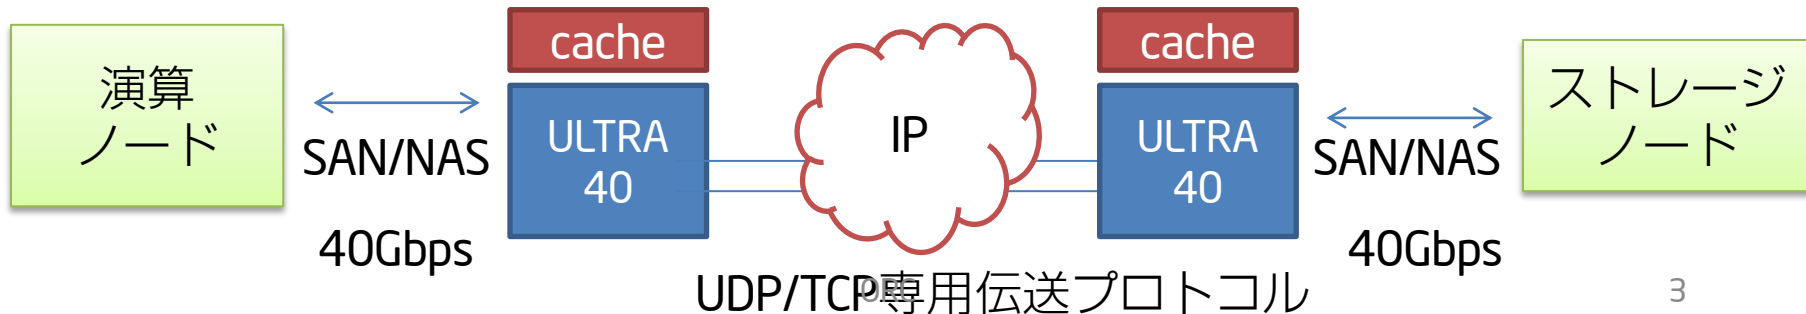 演算
ノード
SAN/NAS
40Gbps
cache
ULTRA
40
IP
cache
ULTRA
40
SAN/NAS
40Gbps
ストレージ
ノード
UDP/TCP専用伝送プロトコル
ORC
3